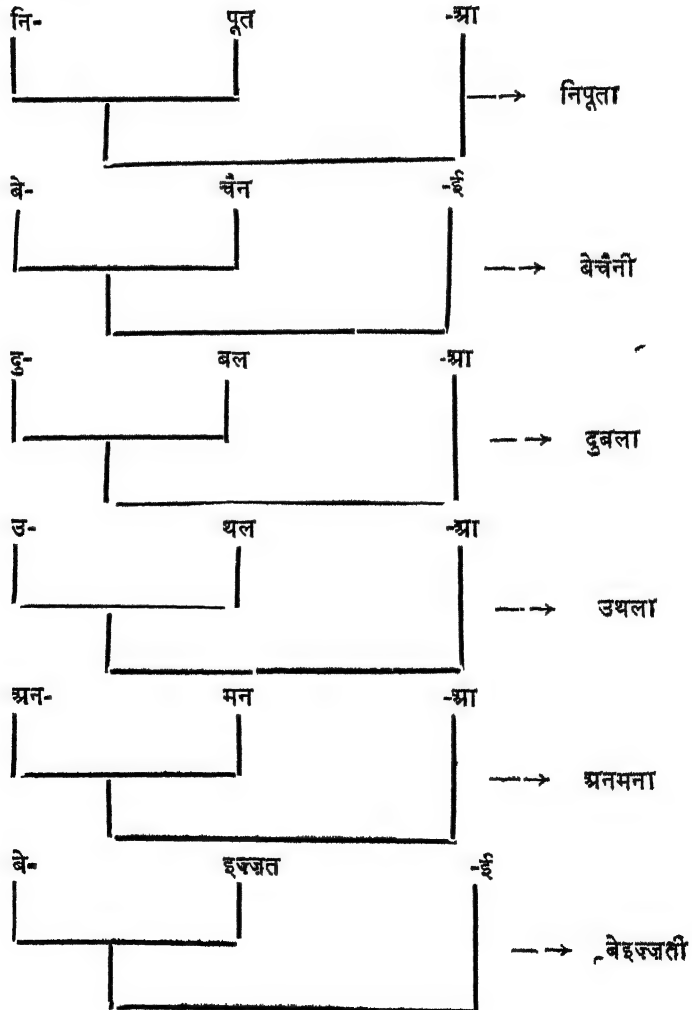 नि- पूत -आ
→ निपूता
बे- चैन -ई
→ बेचैनी
दु- बल -आ
→ दुबला
उ- थल -आ
→ उथला
अन- मन -आ
→ अनमना
बे- इज़्ज़त -ई
→ बेइज़्ज़ती